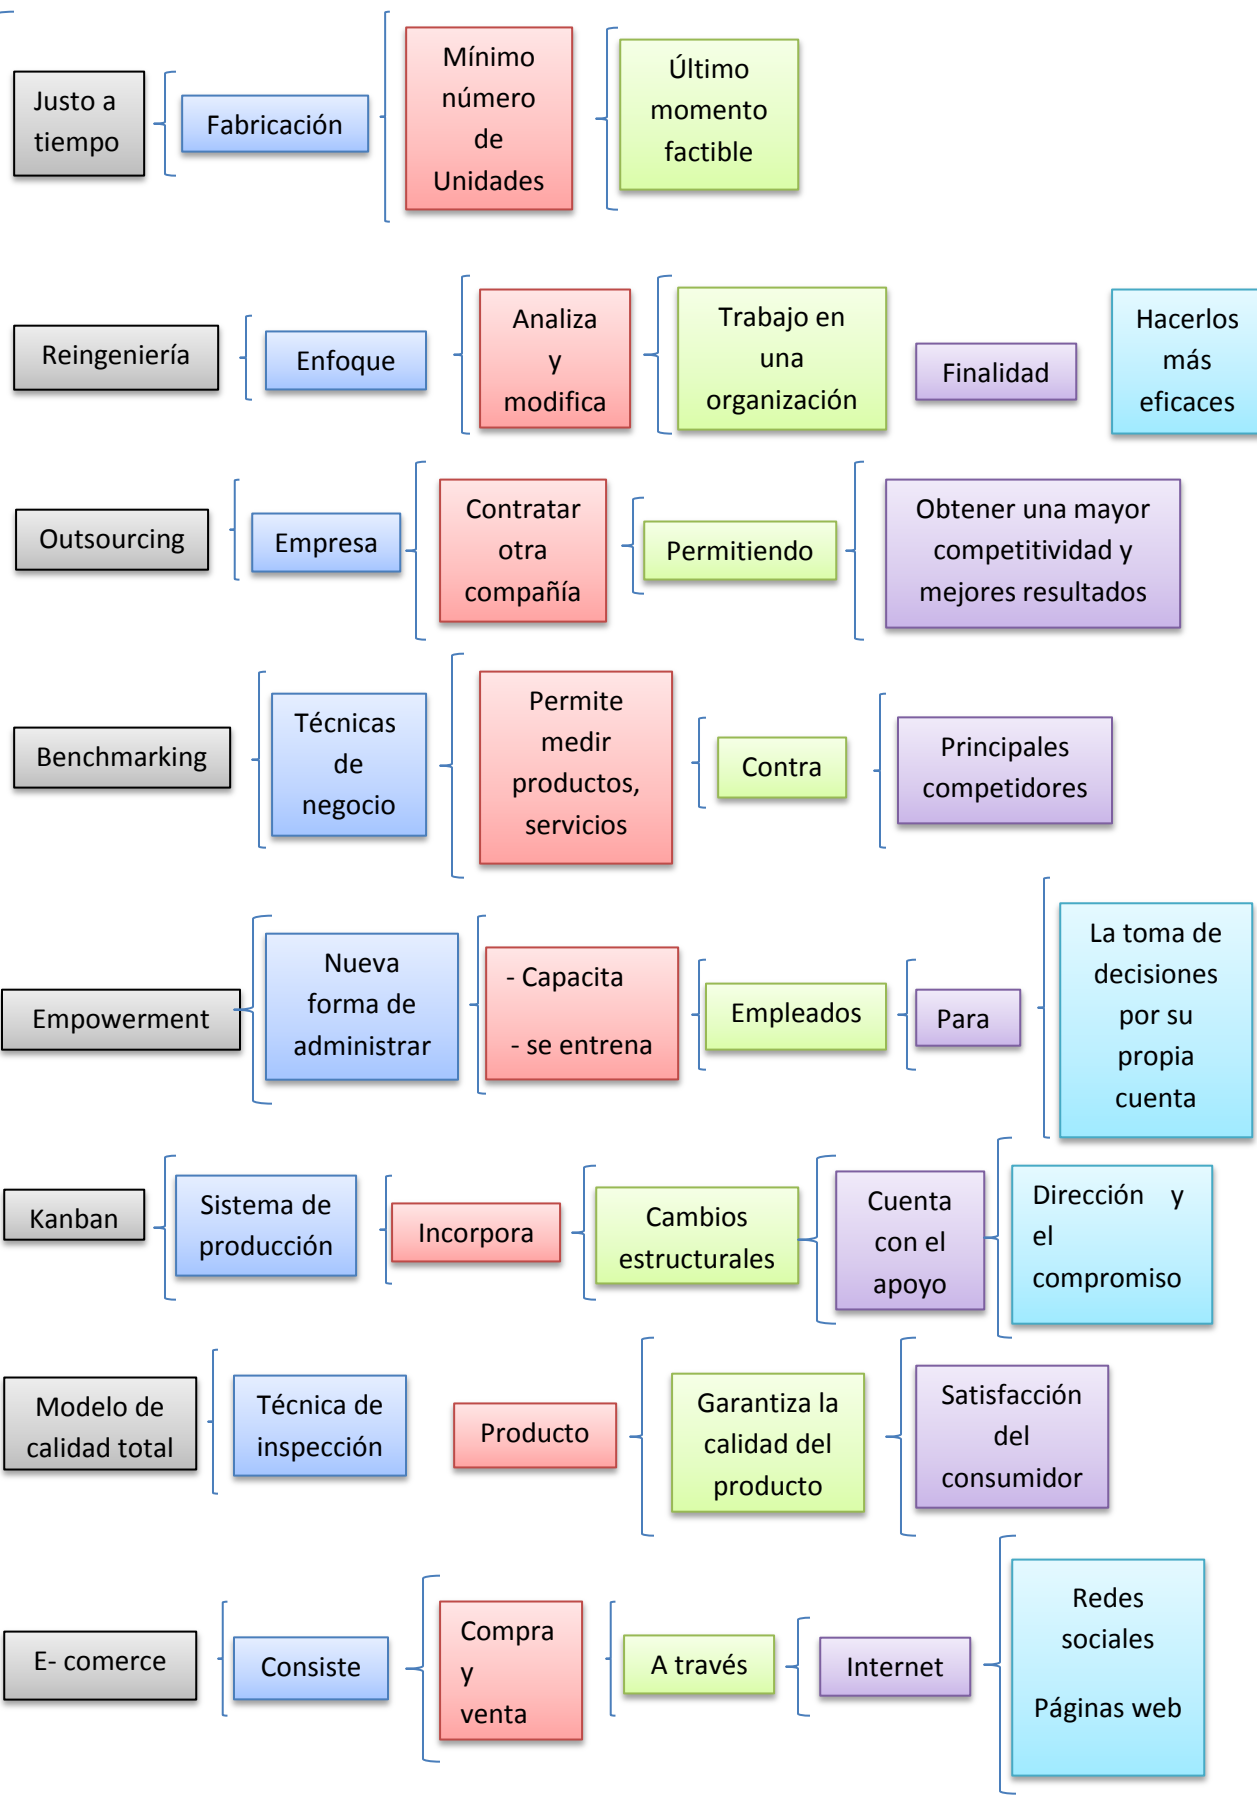 Justo a
tiempo
Fabricación
Mínimo
número
de
Unidades
Último
momento
factible
Reingeniería
Enfoque
Analiza
y
modifica
Trabajo en
una
organización
Finalidad
Hacerlos
más
eficaces
Outsourcing
Empresa
Contratar
otra
compañía
Permitiendo
Obtener una mayor
competitividad y
mejores resultados
Benchmarking
Técnicas
de
negocio
Permite
medir
productos,
servicios
Contra
Principales
competidores
Empowerment
Nueva
forma de
administrar
- Capacita
- se entrena
Empleados
Para
La toma de
decisiones
por su
propia
cuenta
Kanban
Sistema de
producción
Incorpora
Cambios
estructurales
Cuenta
con el
apoyo
Dirección y
el
compromiso
Modelo de
calidad total
Técnica de
inspección
Producto
Garantiza la
calidad del
producto
Satisfacción
del
consumidor
E- comerce
Consiste
Compra
y
venta
A través
Internet
Redes
sociales
Páginas web